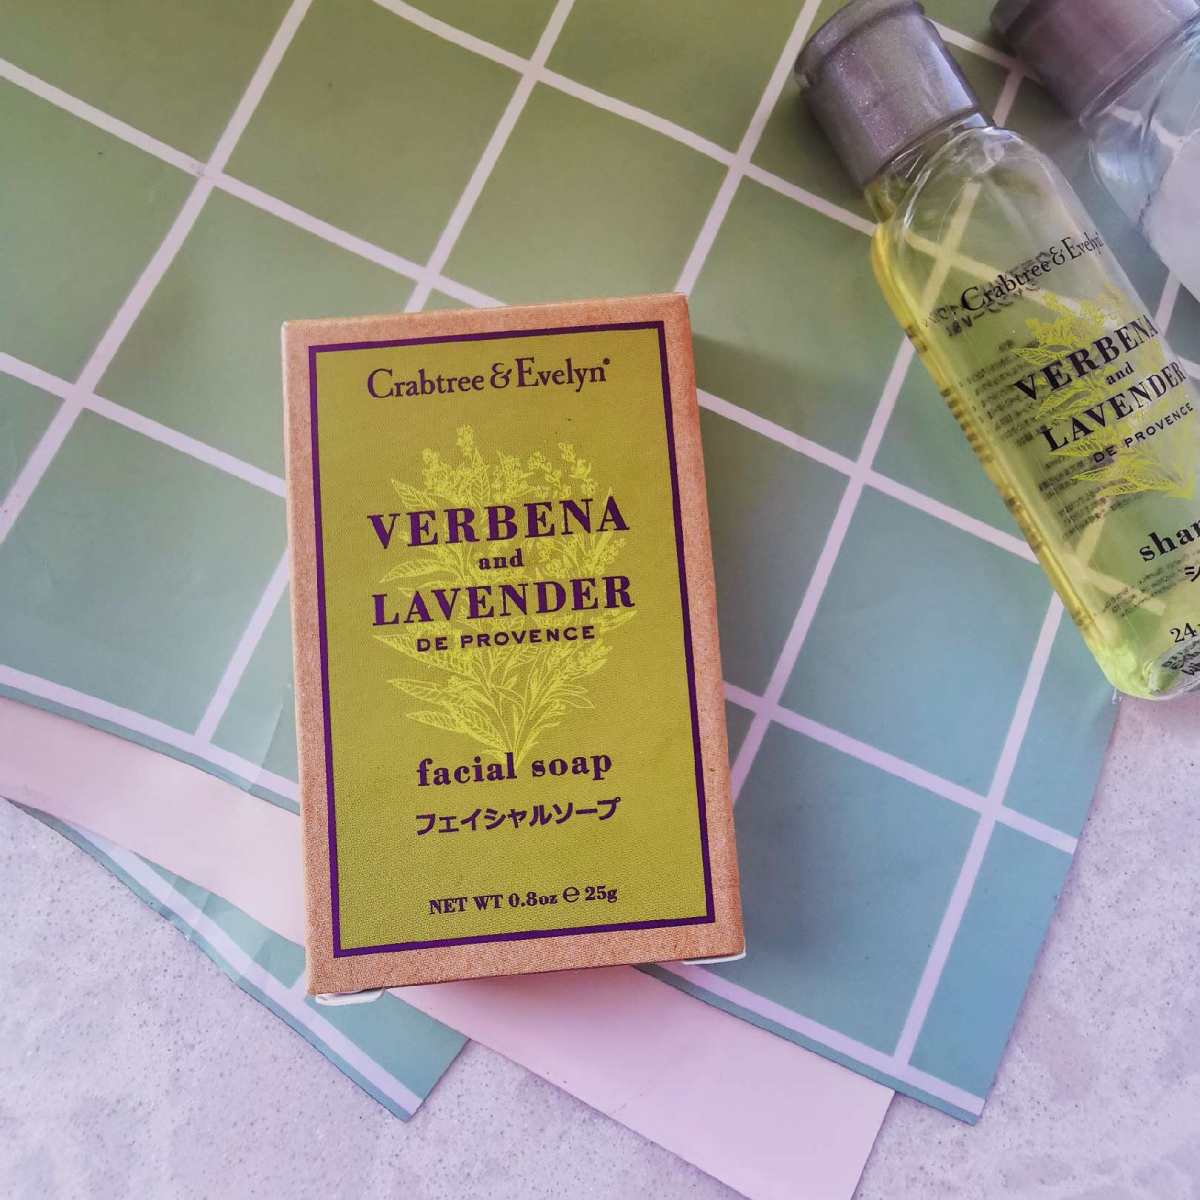 Crabtree & Evelyn®
VERBENA
and
LAVENDER
DE PROVENCE
facial soap
フェイシャルソープ
NET WT 0.8oz ℮ 25g
Crabtree & Evelyn
VERBENA
and
LAVENDER
DE PROVENCE